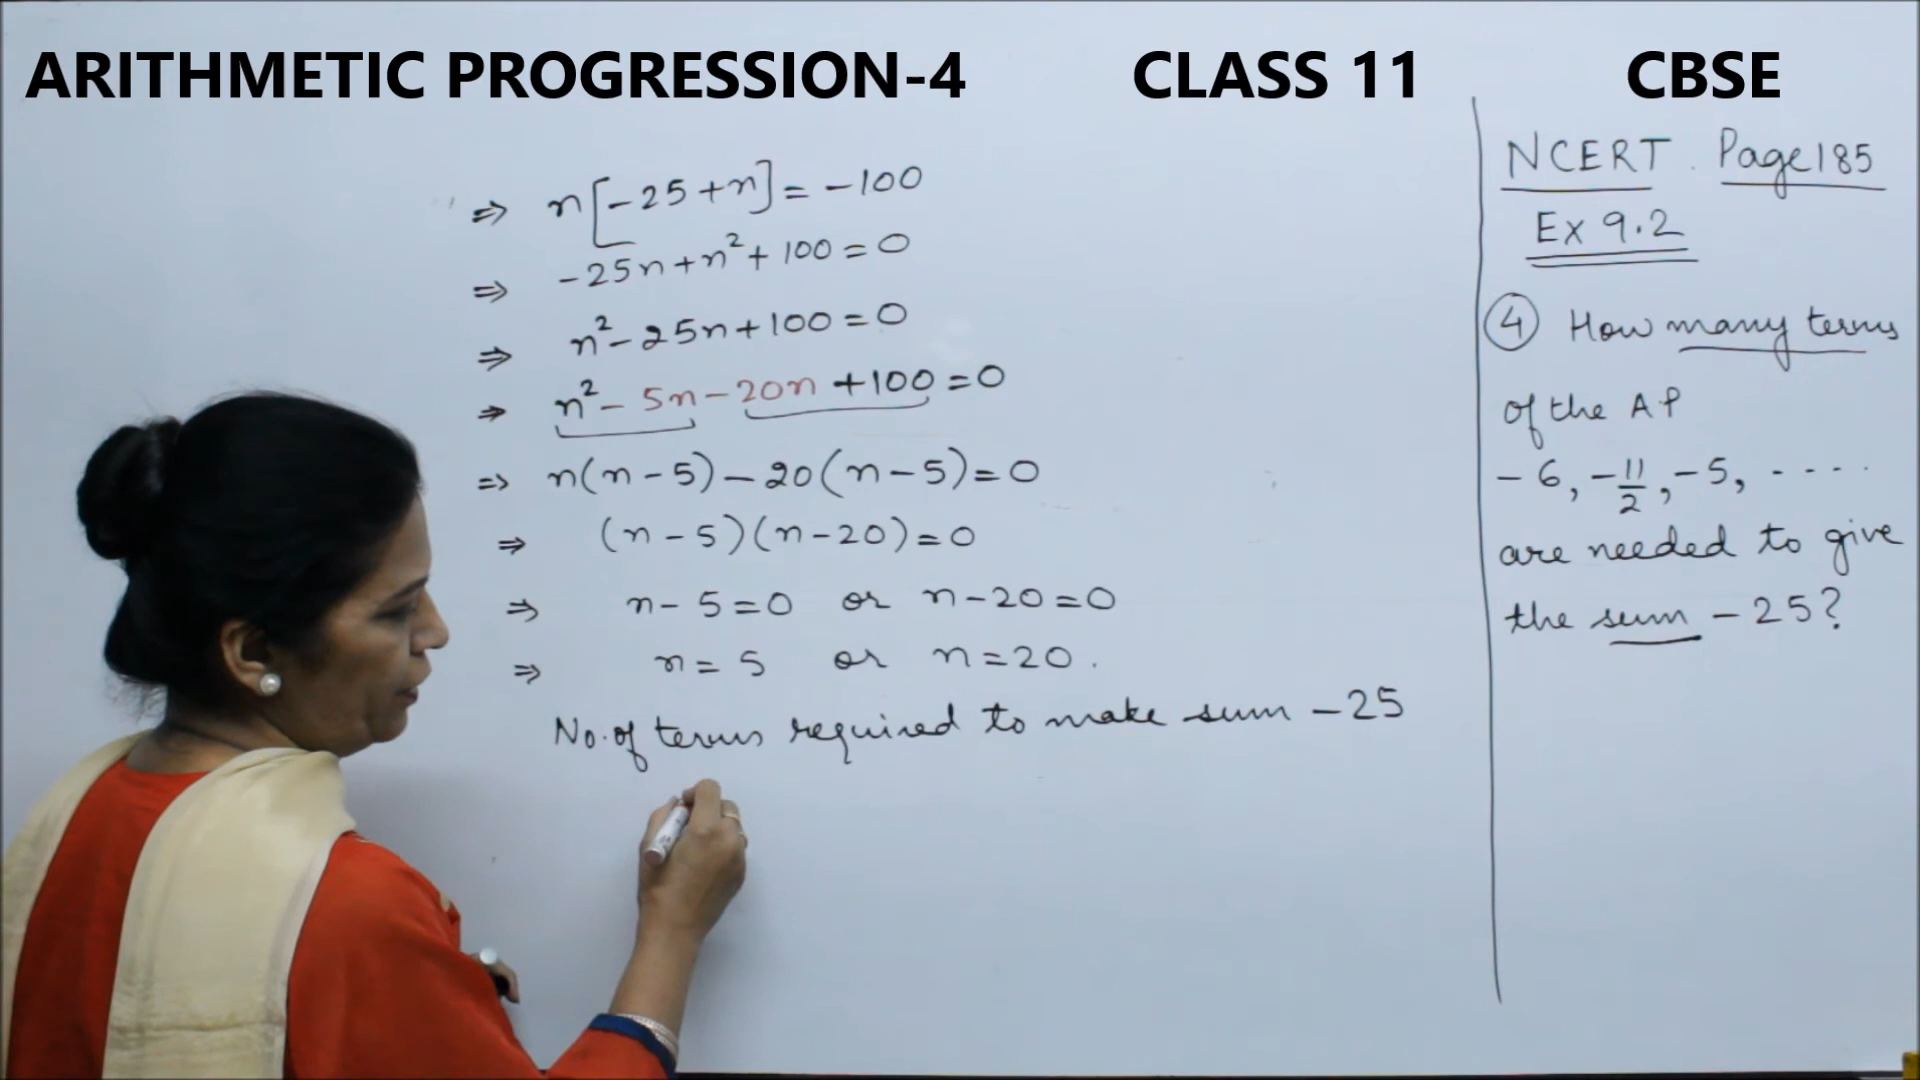 ARITHMETIC PROGRESSION-4 CLASS 11 CBSE
⇒ n[-25+n] = -100
⇒ -25n+n²+100=0
⇒ n²-25n+100=0
⇒ n²-5n-20n+100=0
⇒ n(n-5)-20(n-5)=0
⇒ (n-5)(n-20)=0
⇒ n-5=0 or n-20=0
⇒ n=5 or n=20.
No. of terms required to make sum -25
NCERT. Page 185
Ex 9.2
④ How many terms
of the AP
-6, -11/2, -5, .....
are needed to give
the sum -25?